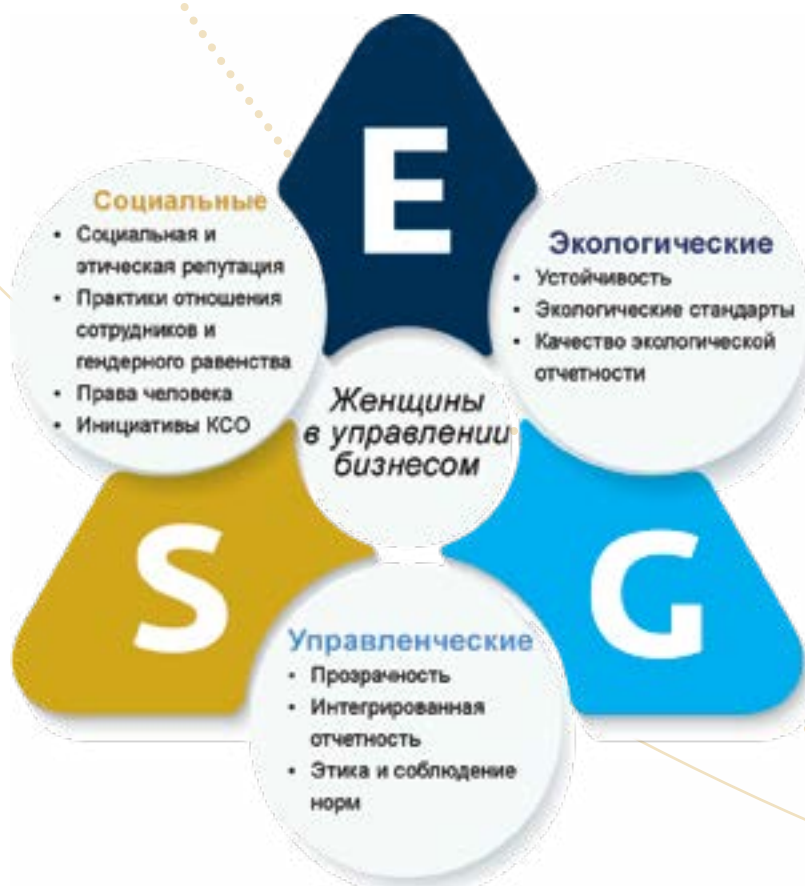 E
Социальные
• Социальная и
этическая репутация
• Практики отношения
сотрудников и
гендерного равенства
• Права человека
• Инициативы КСО
Экологические
• Устойчивость
• Экологические стандарты
• Качество экологической
отчетности
Женщины
в управлении
бизнесом
S
G
Управленческие
• Прозрачность
• Интегрированная
отчетность
• Этика и соблюдение
норм